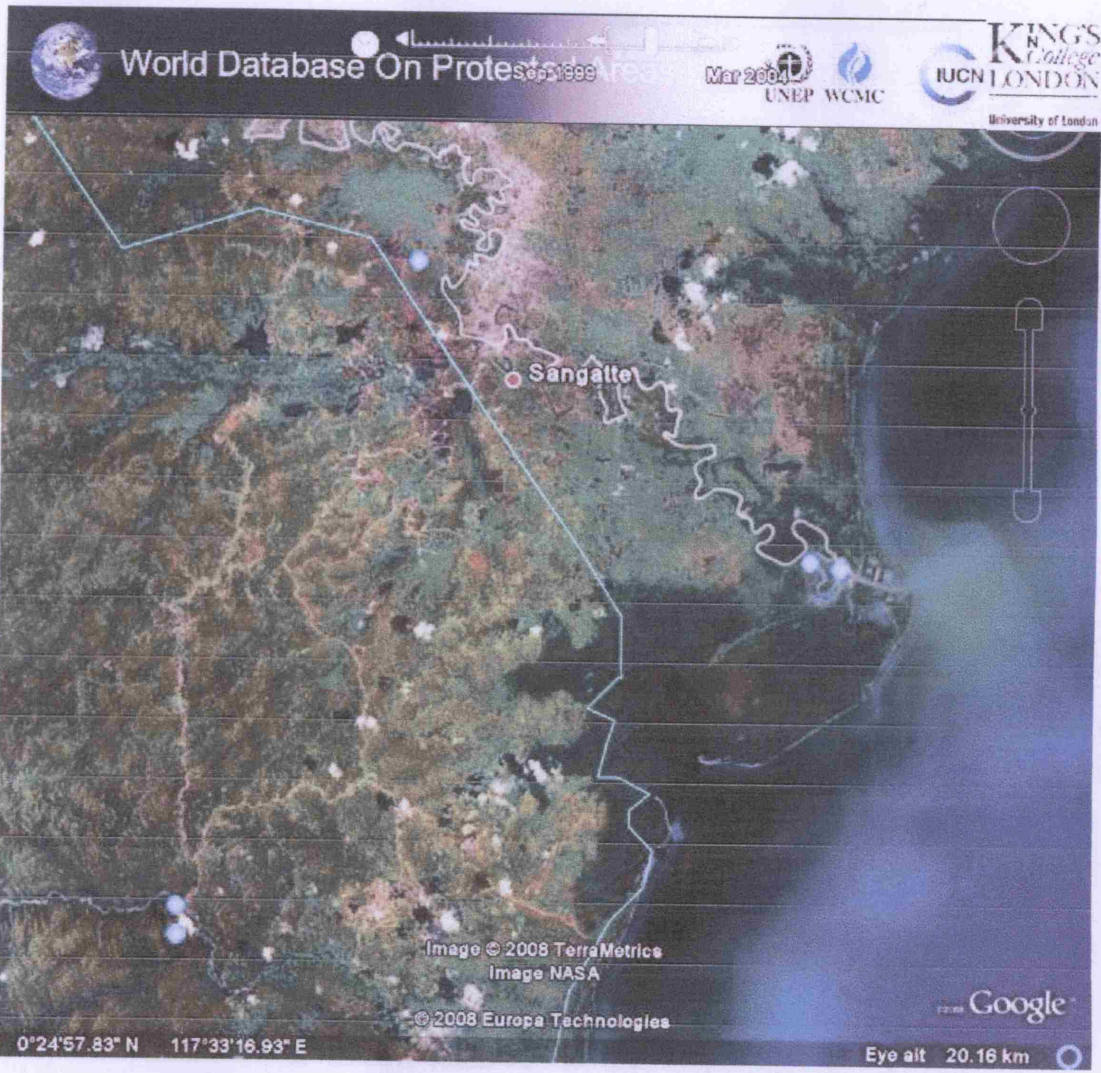 World Database On Protected Areas
Sep 1999
Mar 2004
UNEP WCMC
IUCN
KING'S
College
LONDON
University of London
Sangatte
Image © 2008 TerraMetrics
Image NASA
© 2008 Europa Technologies
Google
0°24'57.83" N 117°33'16.93" E
Eye alt 20.16 km